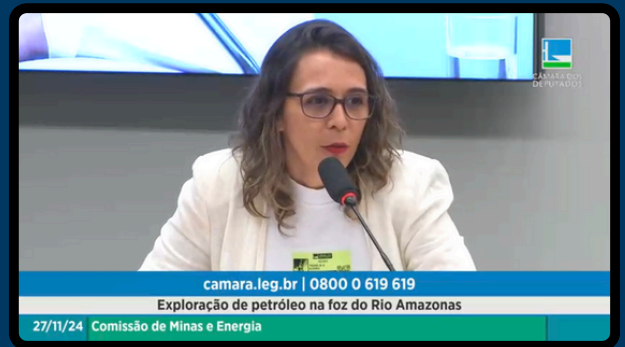 CÂMARA DOS
DEPUTADOS
camara.leg.br | 0800 0 619 619
Exploração de petróleo na foz do Rio Amazonas
27/11/24 Comissão de Minas e Energia